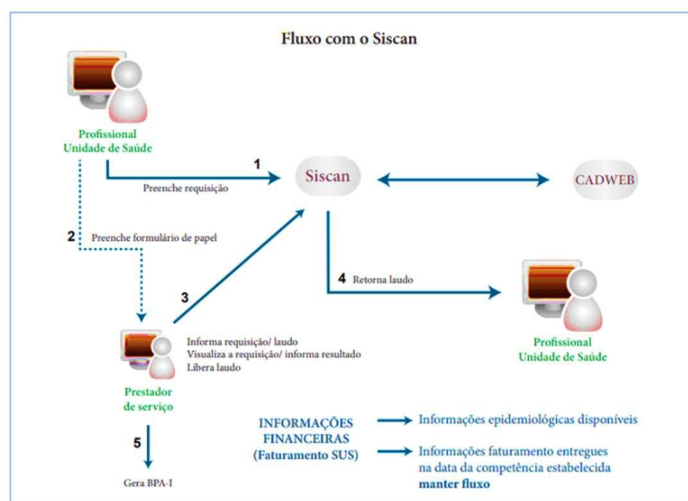 Fluxo com o Siscan
Profissional
Unidade de Saúde
1
Preenche requisição
Siscan
CADWEB
2
Preenche formulário de papel
3
4
Retorna laudo
Informa requisição/ laudo
Visualiza a requisição/ informa resultado
Libera laudo
Profissional
Unidade de Saúde
Prestador
de serviço
5
Gera BPA-I
INFORMAÇÕES
FINANCEIRAS
(Faturamento SUS)
Informações epidemiológicas disponíveis
Informações faturamento entregues
na data da competência estabelecida
manter fluxo